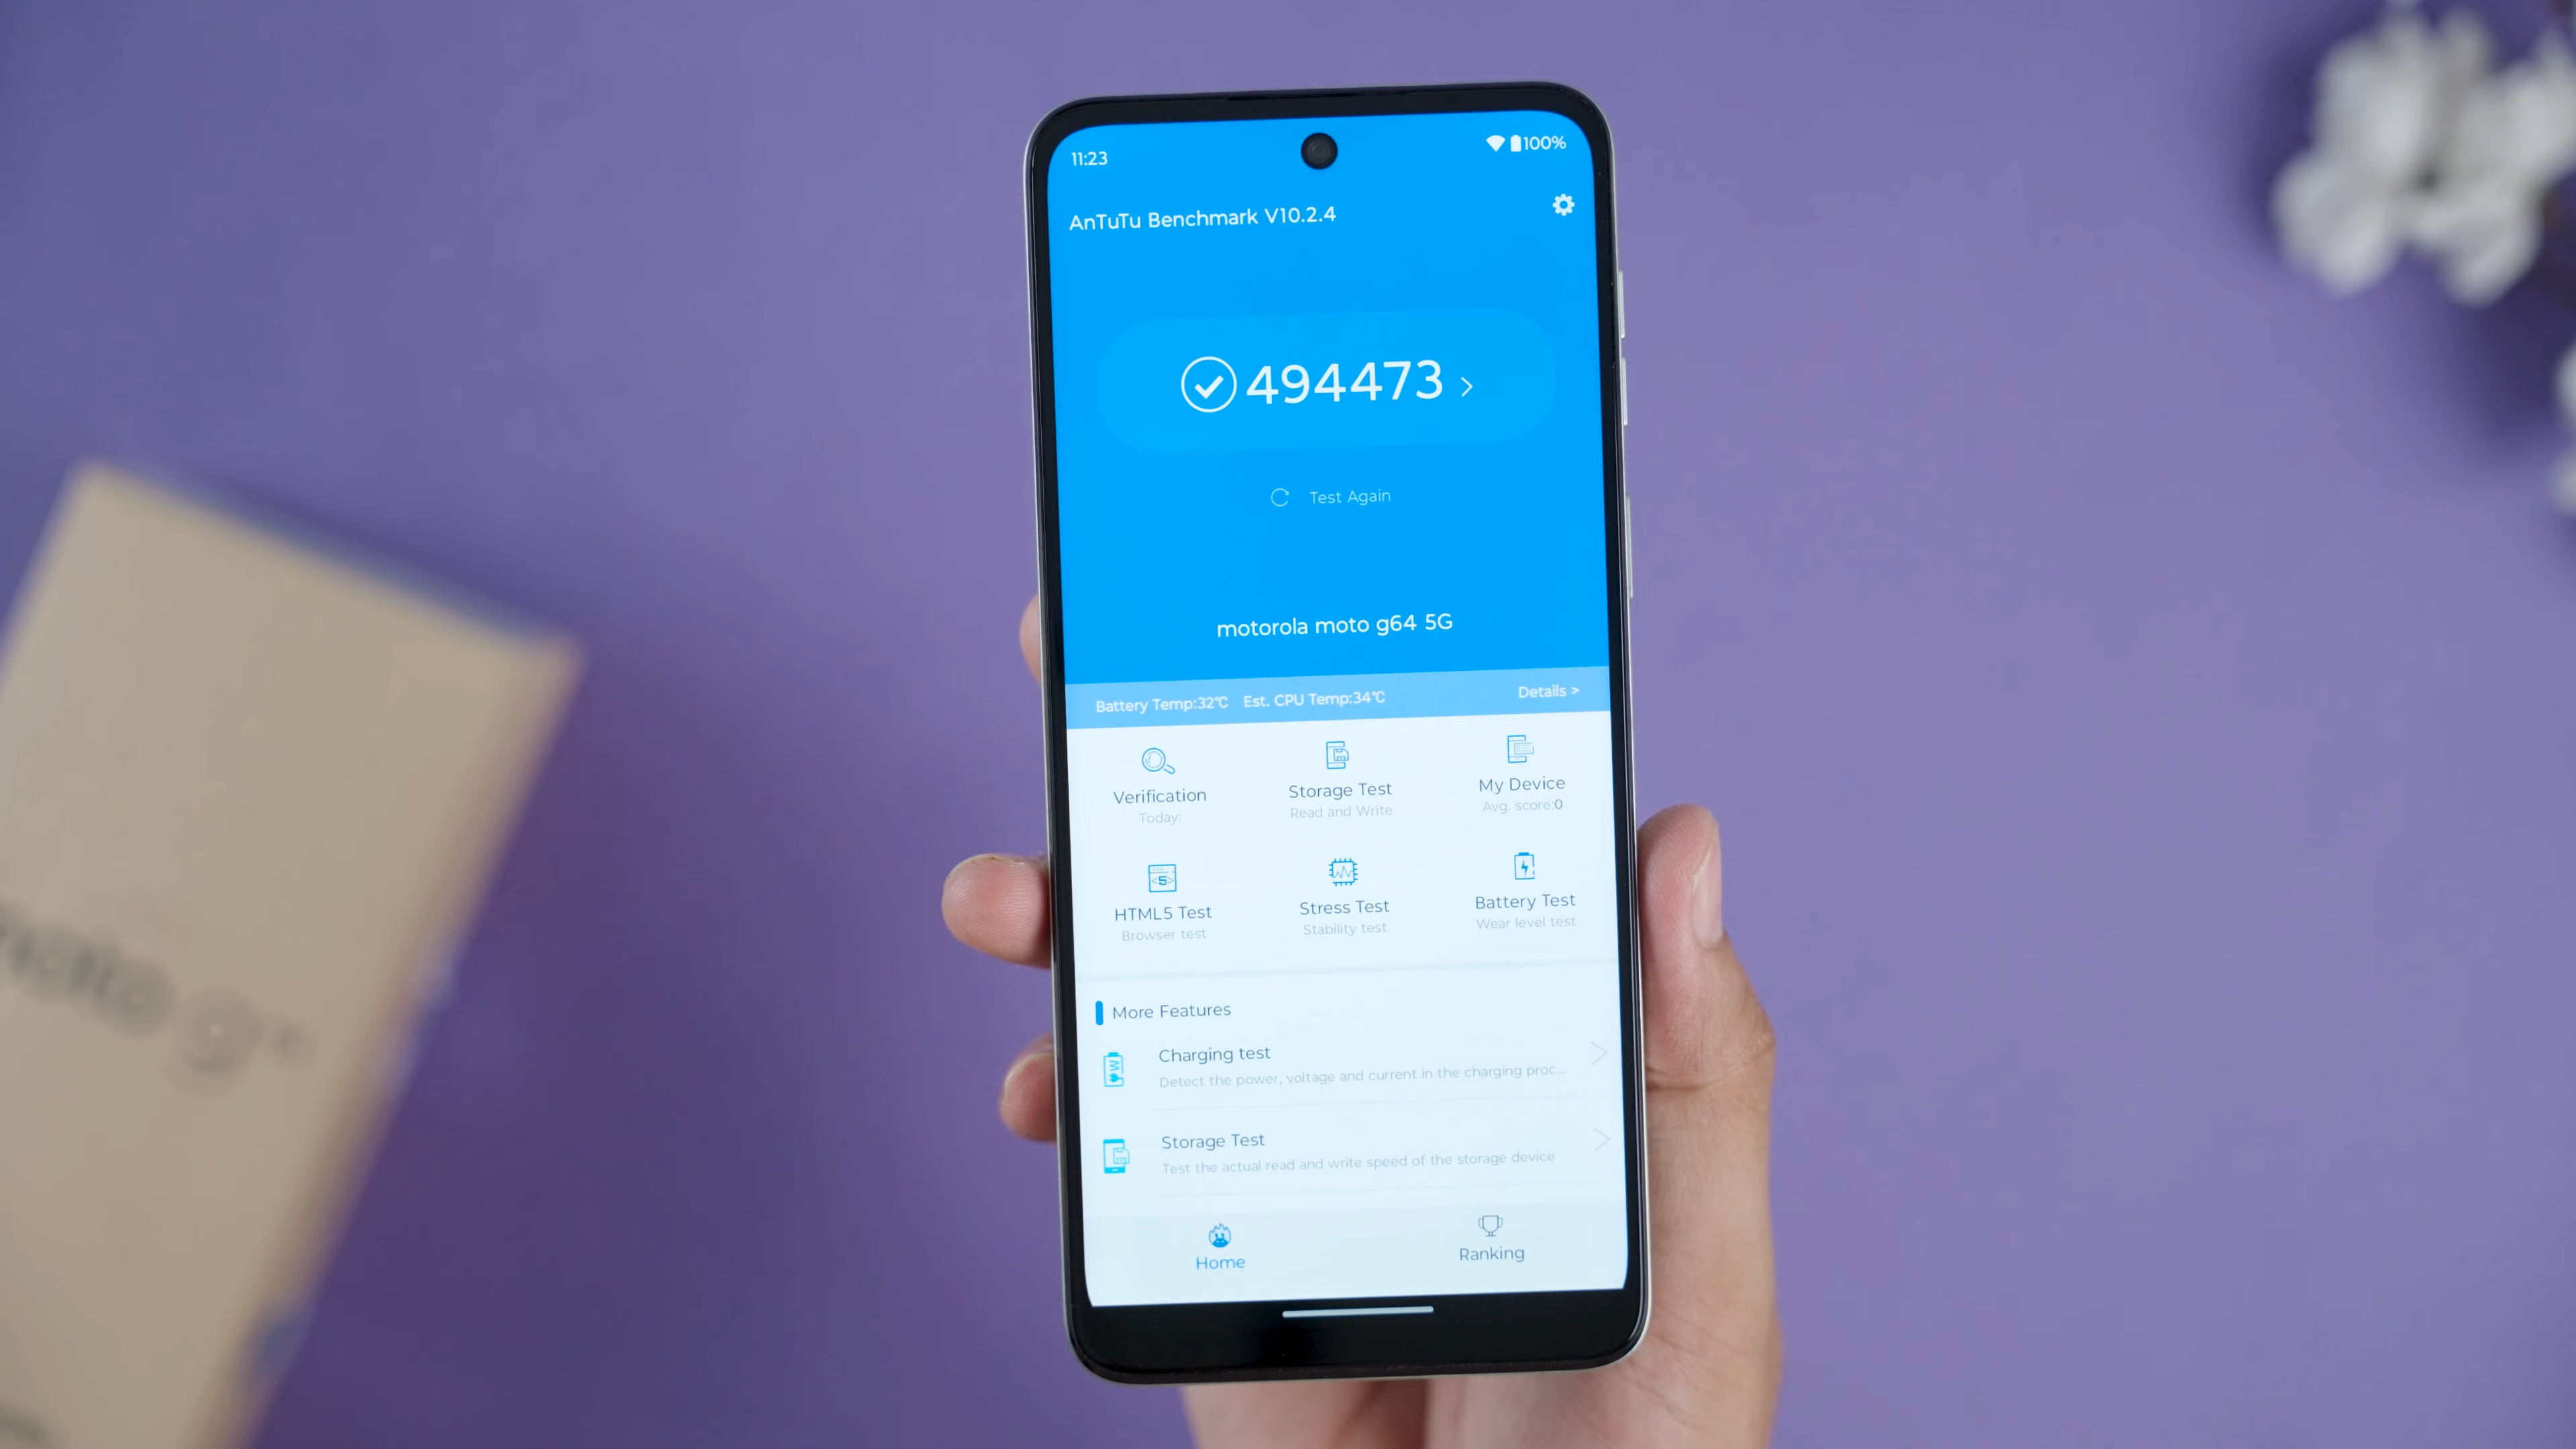 11:23
100%
AnTuTu Benchmark V10.2.4
494473 >
Test Again
motorola moto g64 5G
Battery Temp:32℃ Est. CPU Temp:34℃ Details >
Verification
Today:
Storage Test
Read and Write
My Device
Avg. score:0
HTML5 Test
Browser test
Stress Test
Stability test
Battery Test
Wear level test
More Features
Charging test
Detect the power, voltage and current in the charging proc...
Storage Test
Test the actual read and write speed of the storage device
Home
Ranking
moto g